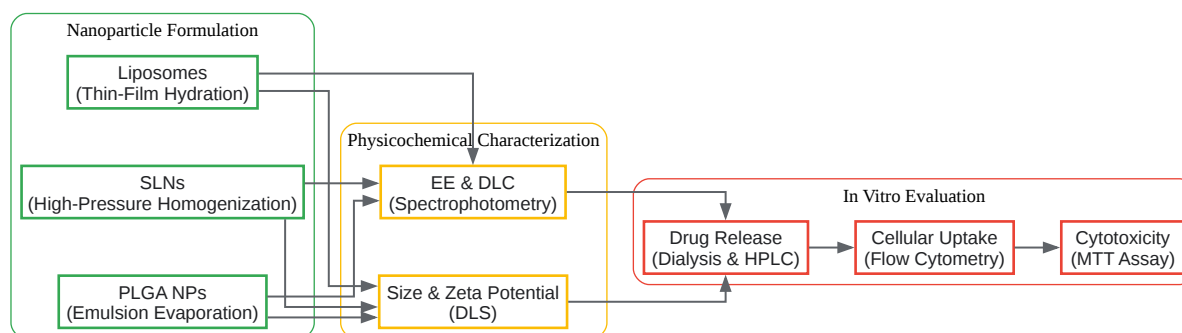 Nanoparticle Formulation
Liposomes
(Thin-Film Hydration)
SLNs
(High-Pressure Homogenization)
PLGA NPs
(Emulsion Evaporation)
Physicochemical Characterization
EE & DLC
(Spectrophotometry)
Size & Zeta Potential
(DLS)
In Vitro Evaluation
Drug Release
(Dialysis & HPLC)
Cellular Uptake
(Flow Cytometry)
Cytotoxicity
(MTT Assay)